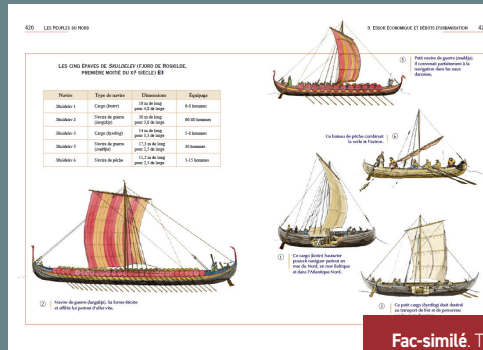 420 LES PEUPLES DU NORD
9. ESSOR ÉCONOMIQUE ET DÉBUTS D'URBANISATION 42
LES CINQ ÉPAVES DE SKULDELEV (FJORD DE ROSKILDE,
PREMIÈRE MOITIÉ DU XIe SIÈCLE)
Navire Type de navire Dimensions Équipage
Skuldelev 1 Cargo (knörr) 16 m de long pour 4,8 de large 6-8 hommes
Skuldelev 2 Navire de guerre (langskip) 30 m de long pour 3,8 de large 60-80 hommes
Skuldelev 3 Cargo (byrding) 14 m de long pour 3,3 de large 5-8 hommes
Skuldelev 5 Navire de guerre (snekkja) 17,3 m de long pour 2,5 de large 30 hommes
Skuldelev 6 Navire de pêche 11,2 m de long pour 2,5 de large 5-15 hommes
5 Petit navire de guerre (snekkja).
Il convenait parfaitement à la
navigation dans les eaux
danoises.
Ce bateau de pêche combinait 6
la voile et l'aviron.
1 Ce cargo (knörr) hauturier
pouvait naviguer partout en
mer du Nord, en mer Baltique
et dans l'Atlantique Nord.
2 Navire de guerre (langskip). Sa forme étroite
et effilée lui permet d'aller vite.
3 Ce petit cargo (byrding) était destiné
au transport de fret et de personnes
Fac-similé. T